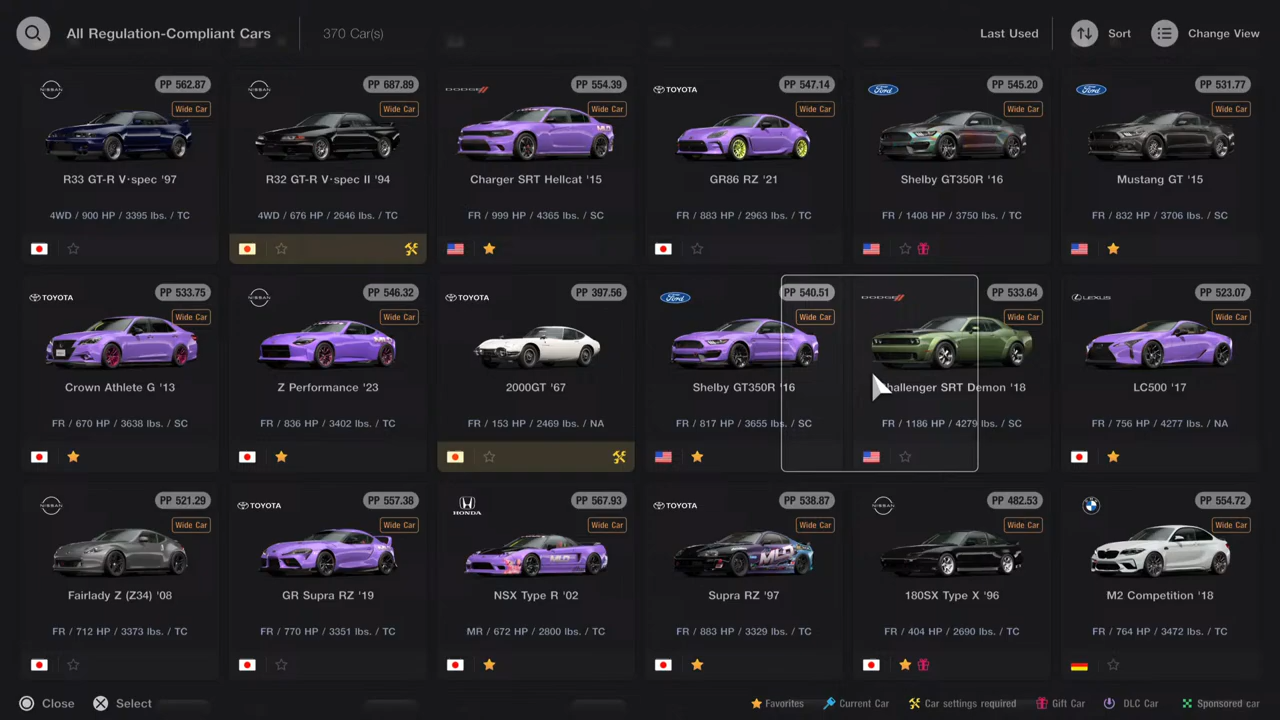 All Regulation-Compliant Cars 370 Car(s) Last Used Sort Change View
PP 562.87 PP 687.89 PP 554.39 PP 547.14 PP 545.20 PP 531.77
NISSAN NISSAN DODGE TOYOTA Ford Ford
Wide Car Wide Car Wide Car Wide Car Wide Car Wide Car
R33 GT-R V·spec '97 R32 GT-R V·spec II '94 Charger SRT Hellcat '15 GR86 RZ '21 Shelby GT350R '16 Mustang GT '15
4WD / 900 HP / 3395 lbs. / TC 4WD / 676 HP / 2646 lbs. / TC FR / 999 HP / 4365 lbs. / SC FR / 883 HP / 2963 lbs. / TC FR / 1408 HP / 3750 lbs. / TC FR / 832 HP / 3706 lbs. / SC
PP 533.75 PP 546.32 PP 397.56 PP 540.51 PP 533.64 PP 523.07
TOYOTA NISSAN TOYOTA Ford DODGE LEXUS
Wide Car Wide Car Wide Car Wide Car Wide Car
Crown Athlete G '13 Z Performance '23 2000GT '67 Shelby GT350R '16 hallenger SRT Demon '18 LC500 '17
FR / 670 HP / 3638 lbs. / TC FR / 836 HP / 3402 lbs. / TC FR / 153 HP / 2469 lbs. / NA FR / 817 HP / 3655 lbs. / SC FR / 1186 HP / 4279 lbs. / SC FR / 756 HP / 4277 lbs. / NA
PP 521.29 PP 557.38 PP 567.93 PP 538.87 PP 482.53 PP 554.72
NISSAN TOYOTA HONDA TOYOTA NISSAN
Wide Car Wide Car Wide Car Wide Car Wide Car Wide Car
MLD
Fairlady Z (Z34) '08 GR Supra RZ '19 NSX Type R '02 Supra RZ '97 180SX Type X '96 M2 Competition '18
FR / 712 HP / 3373 lbs. / TC FR / 770 HP / 3351 lbs. / TC MR / 672 HP / 2800 lbs. / TC FR / 883 HP / 3329 lbs. / TC FR / 404 HP / 2690 lbs. / TC FR / 764 HP / 3472 lbs. / TC
Close Select Favorites Current Car Car settings required Gift Car DLC Car Sponsored car